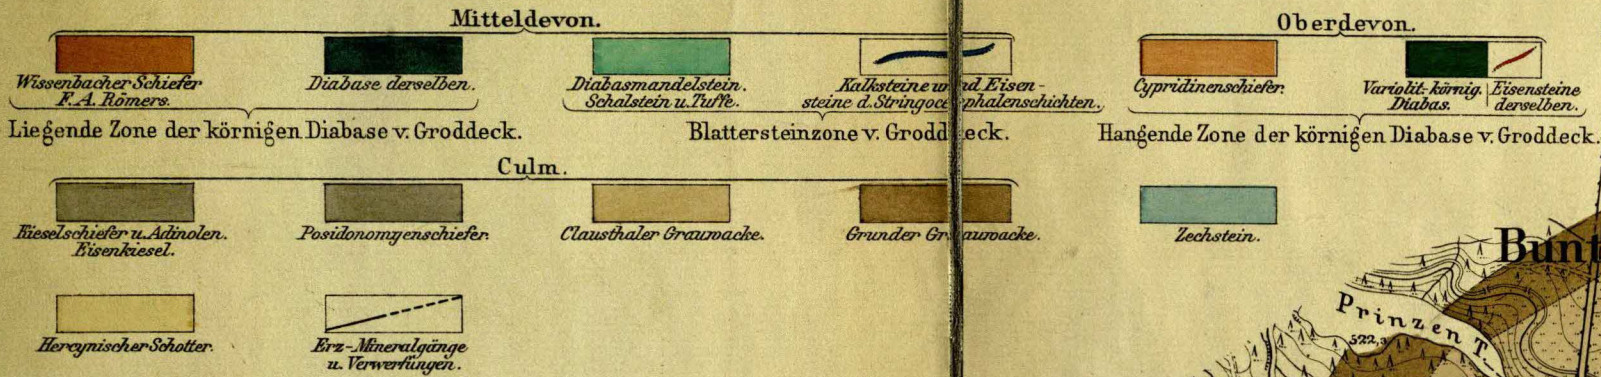 Mitteldevon.
Wissenbacher Schiefer
F. A. Römers.
Diabase derselben.
Diabasmandelstein.
Schalstein u. Tuffe.
Kalksteine und Eisen-
steine d. Stringocephalenschichten.
Liegende Zone der körnigen Diabase v. Groddeck.
Blattersteinzone v. Groddeck.
Oberdevon.
Cypridinenschiefer.
Variolit-körnig.
Diabas.
Eisensteine
derselben.
Hangende Zone der körnigen Diabase v. Groddeck.
Culm.
Kieselschiefer u. Adinolen.
Eisenkiesel.
Posidonomyenschiefer.
Clausthaler Grauwacke.
Grunder Grauwacke.
Zechstein.
Hercynischer Schotter.
Erz-Mineralgänge
u. Verwerfungen.
Bunt
Prinzen T.
522,3